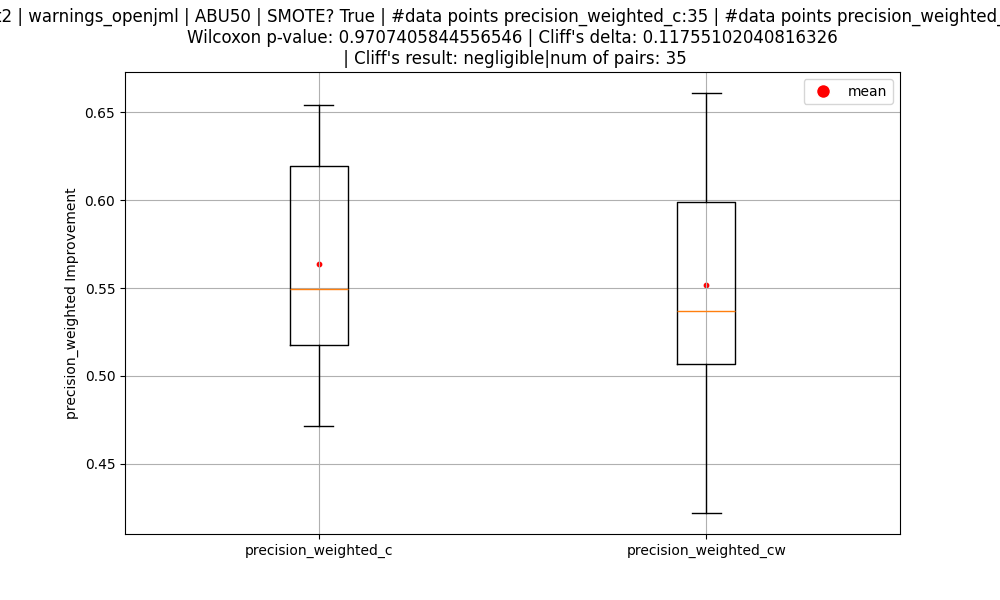 2 | warnings_openjml | ABU50 | SMOTE? True | #data points precision_weighted_c:35 | #data points precision_weighted_
Wilcoxon p-value: 0.9707405844556546 | Cliff's delta: 0.11755102040816326
| Cliff's result: negligible|num of pairs: 35
mean
0.65
0.60
0.55
0.50
0.45
precision_weighted Improvement
precision_weighted_c
precision_weighted_cw